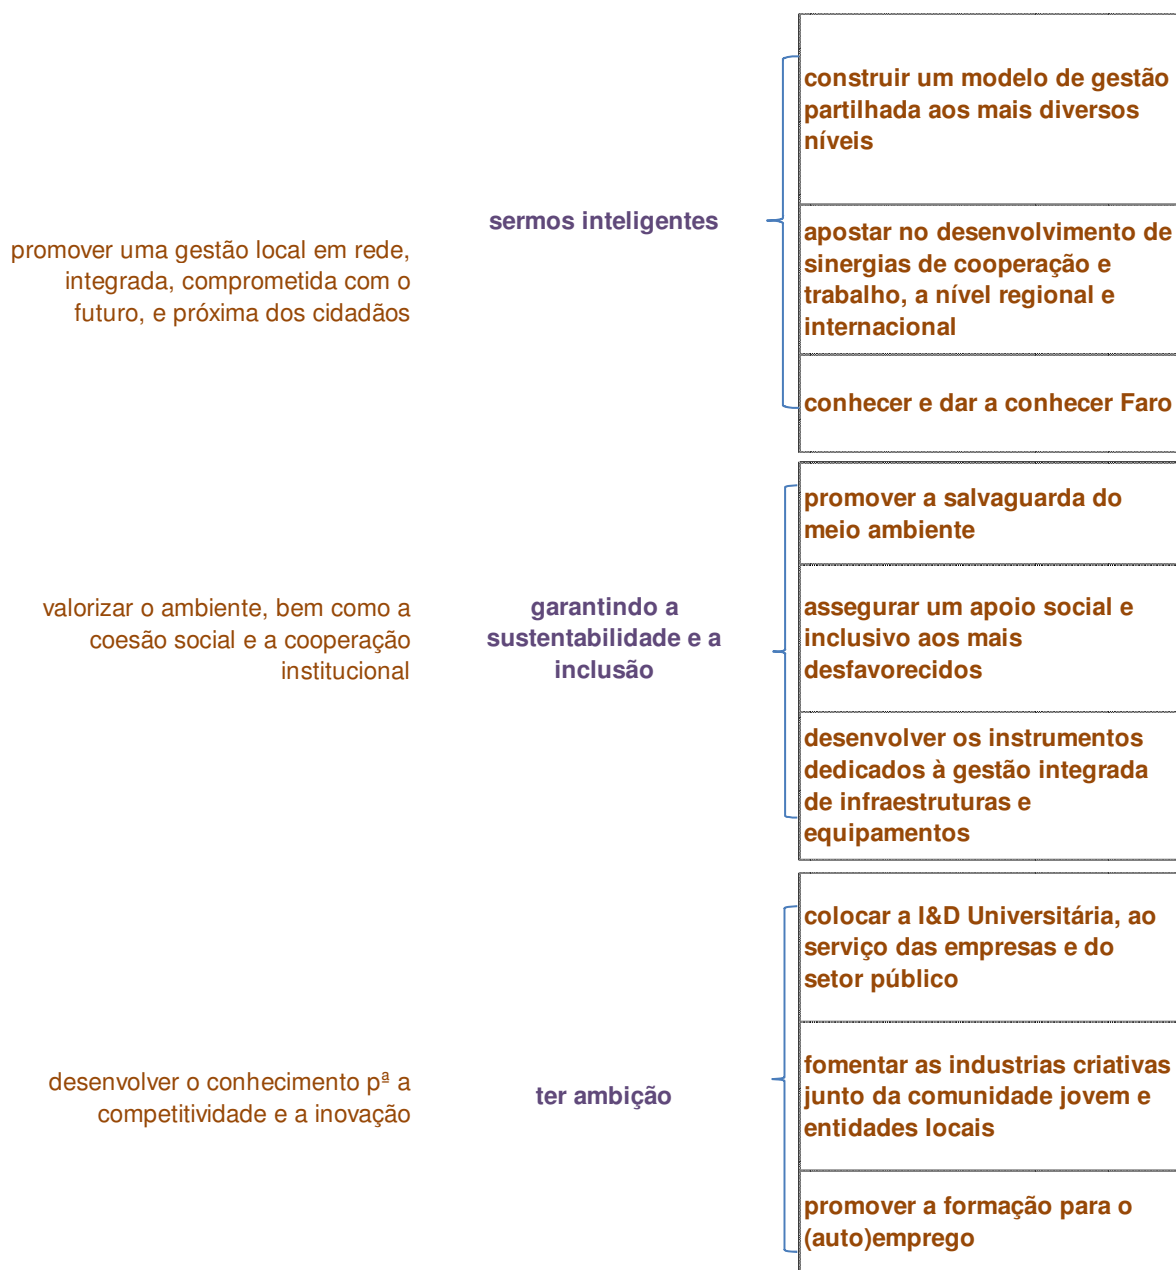 promover uma gestão local em rede,
integrada, comprometida com o
futuro, e próxima dos cidadãos
sermos inteligentes
construir um modelo de gestão
partilhada aos mais diversos
níveis
apostar no desenvolvimento de
sinergias de cooperação e
trabalho, a nível regional e
internacional
conhecer e dar a conhecer Faro
valorizar o ambiente, bem como a
coesão social e a cooperação
institucional
garantindo a
sustentabilidade e a
inclusão
promover a salvaguarda do
meio ambiente
assegurar um apoio social e
inclusivo aos mais
desfavorecidos
desenvolver os instrumentos
dedicados à gestão integrada
de infraestruturas e
equipamentos
desenvolver o conhecimento pª a
competitividade e a inovação
ter ambição
colocar a I&D Universitária, ao
serviço das empresas e do
setor público
fomentar as industrias criativas
junto da comunidade jovem e
entidades locais
promover a formação para o
(auto)emprego